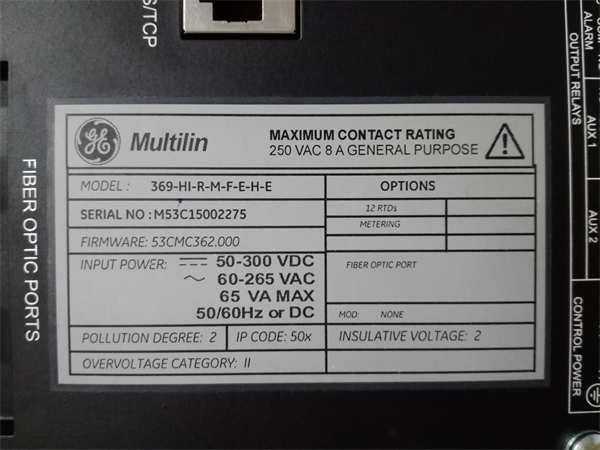 S/TCP
FIBER OPTIC PORTS
GE
Multilin
MAXIMUM CONTACT RATING
250 VAC 8 A GENERAL PURPOSE
MODEL : 369-HI-R-M-F-E-H-E
OPTIONS
SERIAL NO : M53C15002275
12 RTDs
METERING
FIRMWARE: 53CMC362.000
INPUT POWER: 50-300 VDC
60-265 VAC
65 VA MAX
50/60Hz or DC
FIBER OPTIC PORT
MOD: NONE
POLLUTION DEGREE: 2
IP CODE: 50x
INSULATIVE VOLTAGE: 2
OVERVOLTAGE CATEGORY: II
ALARM
OUTPUT RELAYS
AUX 1
AUX 2
CONTROL POWER